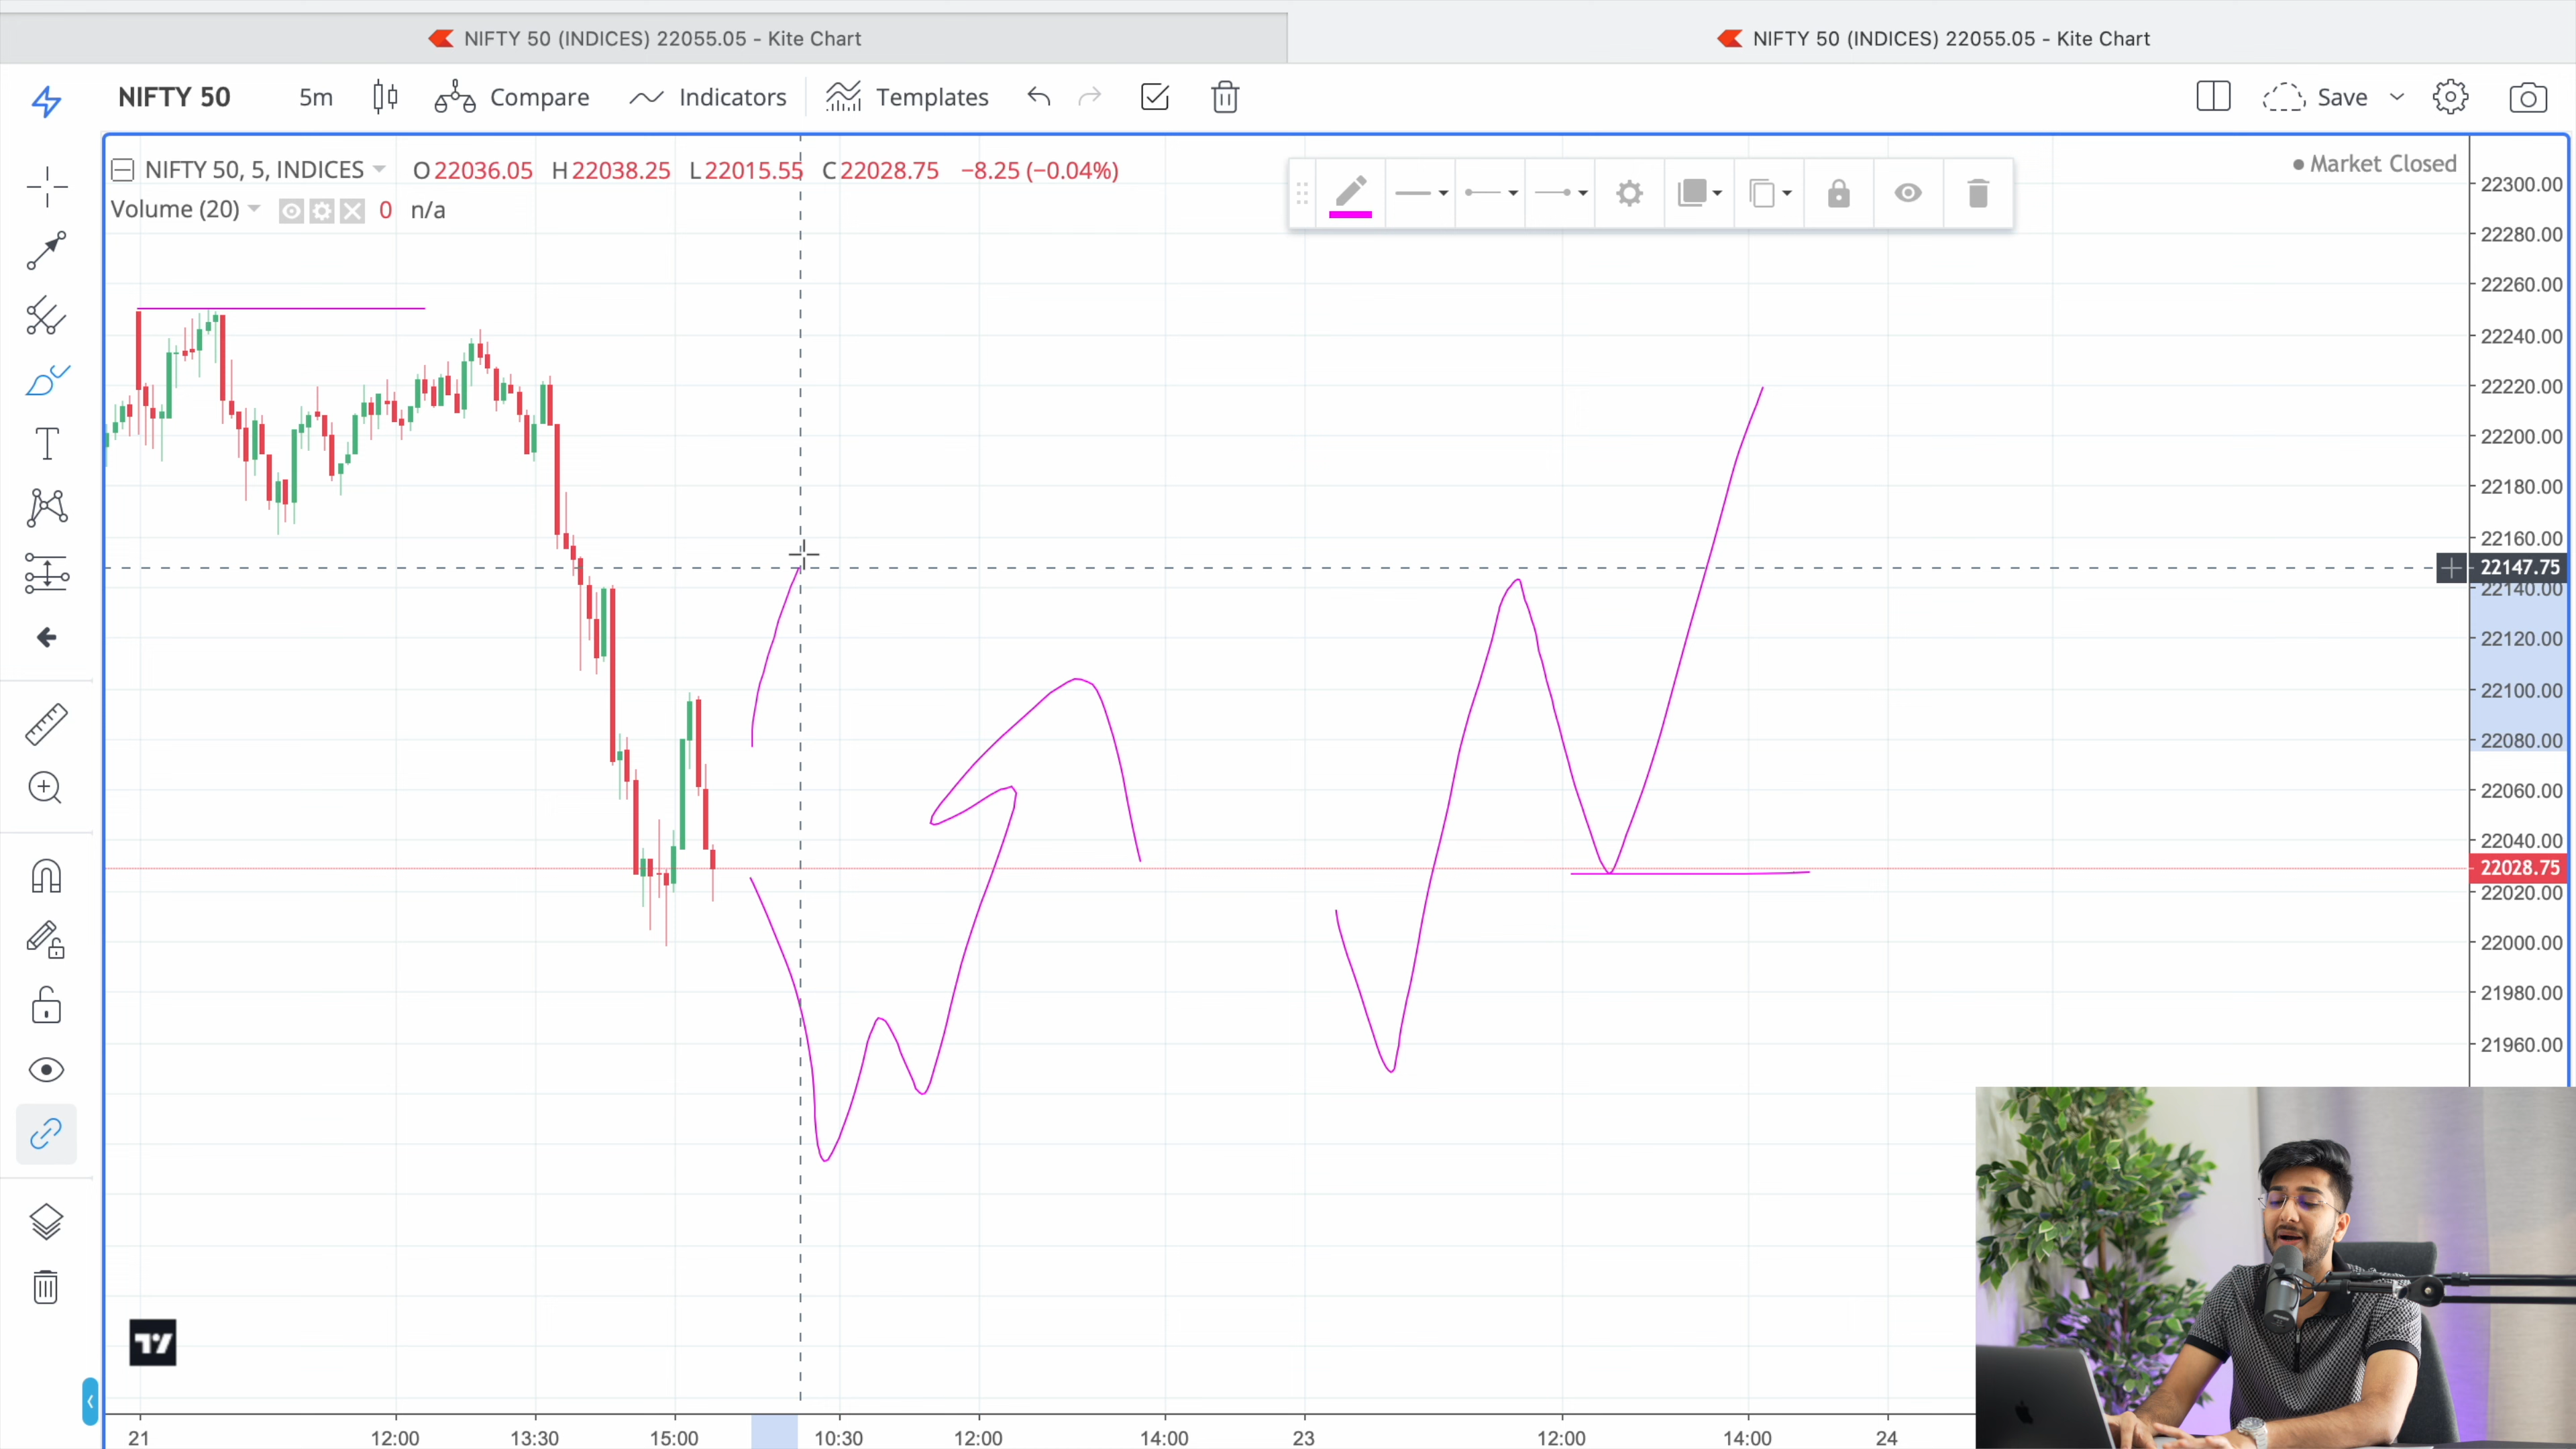 NIFTY 50 (INDICES) 22055.05 - Kite Chart
NIFTY 50 (INDICES) 22055.05 - Kite Chart
NIFTY 50 5m Compare Indicators Templates Save
NIFTY 50, 5, INDICES O22036.05 H22038.25 L22015.55 C22028.75 −8.25 (−0.04%)
Market Closed
Volume (20) 0 n/a
22300.00
22280.00
22260.00
22240.00
22220.00
22200.00
22180.00
22160.00
22147.75
22140.00
22120.00
22100.00
22080.00
22060.00
22040.00
22028.75
22020.00
22000.00
21980.00
21960.00
21 12:00 13:30 15:00 10:30 12:00 14:00 23 12:00 14:00 24